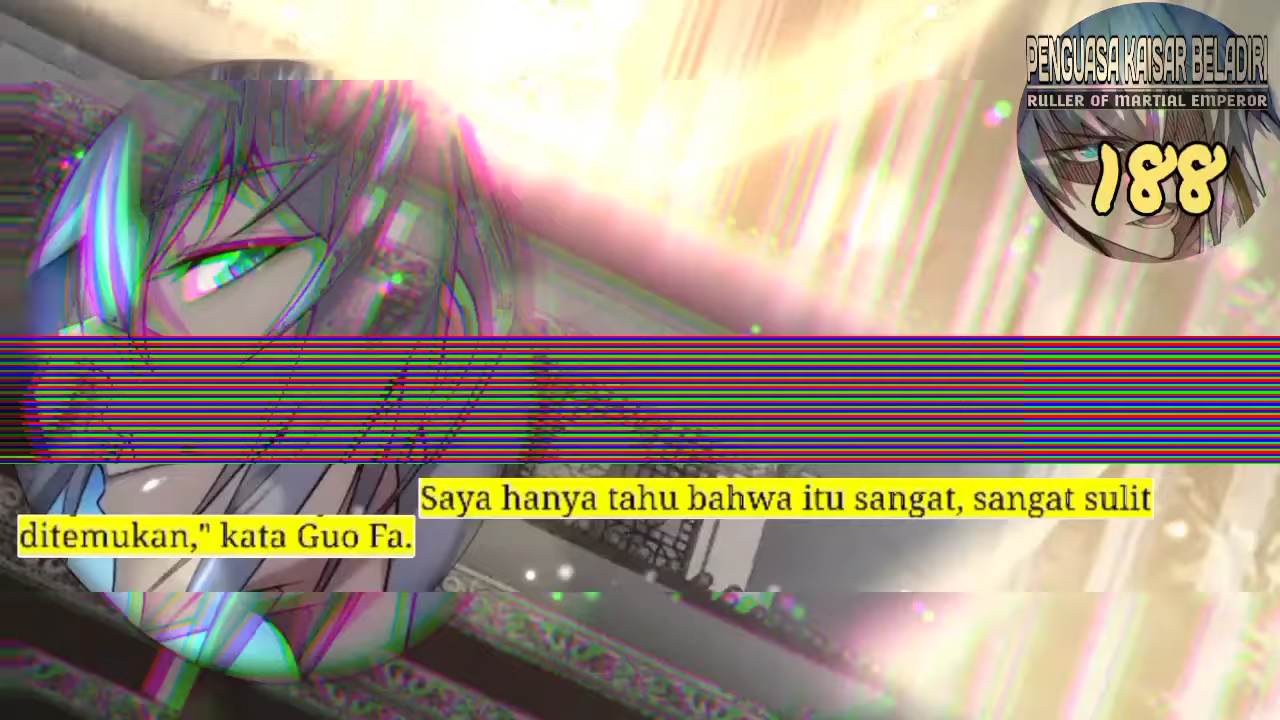 PENGUASA KAISAR BELADIRI
RULLER OF MARTIAL EMPEROR
188
Saya hanya tahu bahwa itu sangat, sangat sulit
ditemukan," kata Guo Fa.